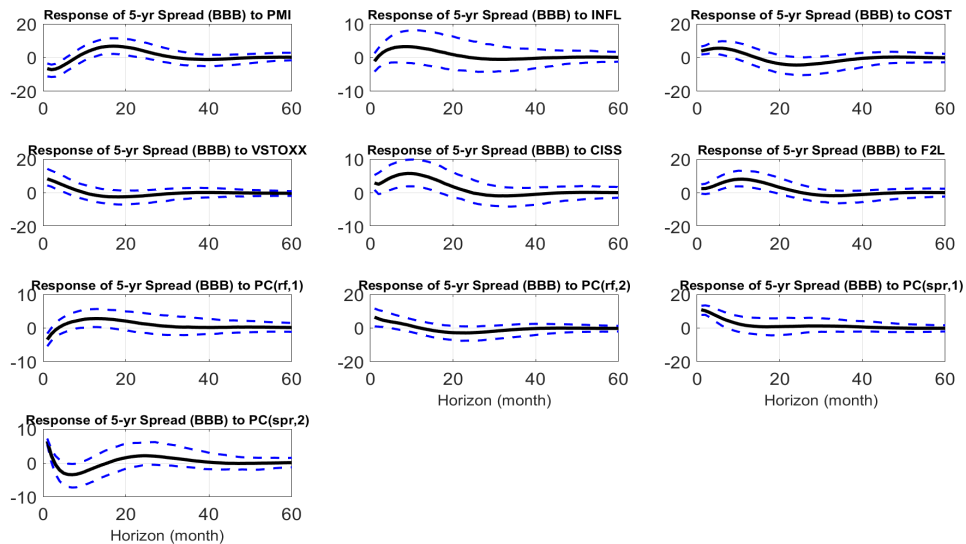 Response of 5-yr Spread (BBB) to PMI
20
0
-20
0 20 40 60
Response of 5-yr Spread (BBB) to INFL
10
0
-10
0 20 40 60
Response of 5-yr Spread (BBB) to COST
20
0
-20
0 20 40 60
Response of 5-yr Spread (BBB) to VSTOXX
20
0
-20
0 20 40 60
Response of 5-yr Spread (BBB) to CISS
10
0
-10
0 20 40 60
Response of 5-yr Spread (BBB) to F2L
20
0
-20
0 20 40 60
Response of 5-yr Spread (BBB) to PC(rf,1)
10
0
-10
0 20 40 60
Response of 5-yr Spread (BBB) to PC(rf,2)
20
0
-20
0 20 40 60
Horizon (month)
Response of 5-yr Spread (BBB) to PC(spr,1)
20
0
-20
0 20 40 60
Horizon (month)
Response of 5-yr Spread (BBB) to PC(spr,2)
10
0
-10
0 20 40 60
Horizon (month)